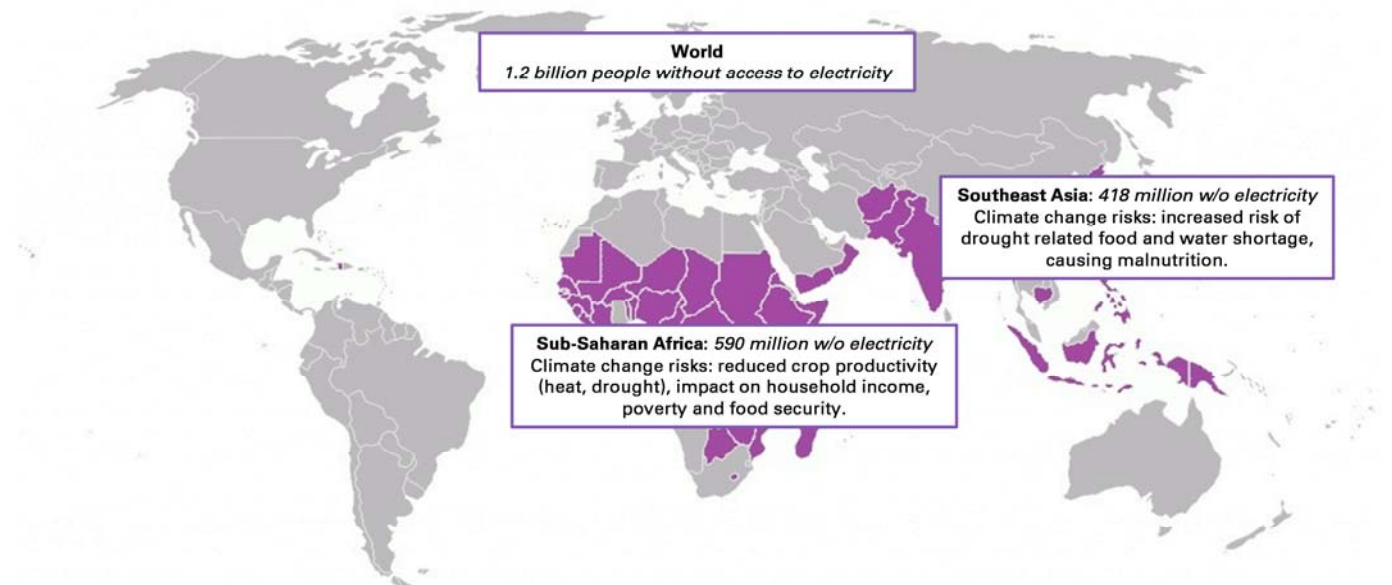 World
1.2 billion people without access to electricity
Southeast Asia: 418 million w/o electricity
Climate change risks: increased risk of
drought related food and water shortage,
causing malnutrition.
Sub-Saharan Africa: 590 million w/o electricity
Climate change risks: reduced crop productivity
(heat, drought), impact on household income,
poverty and food security.